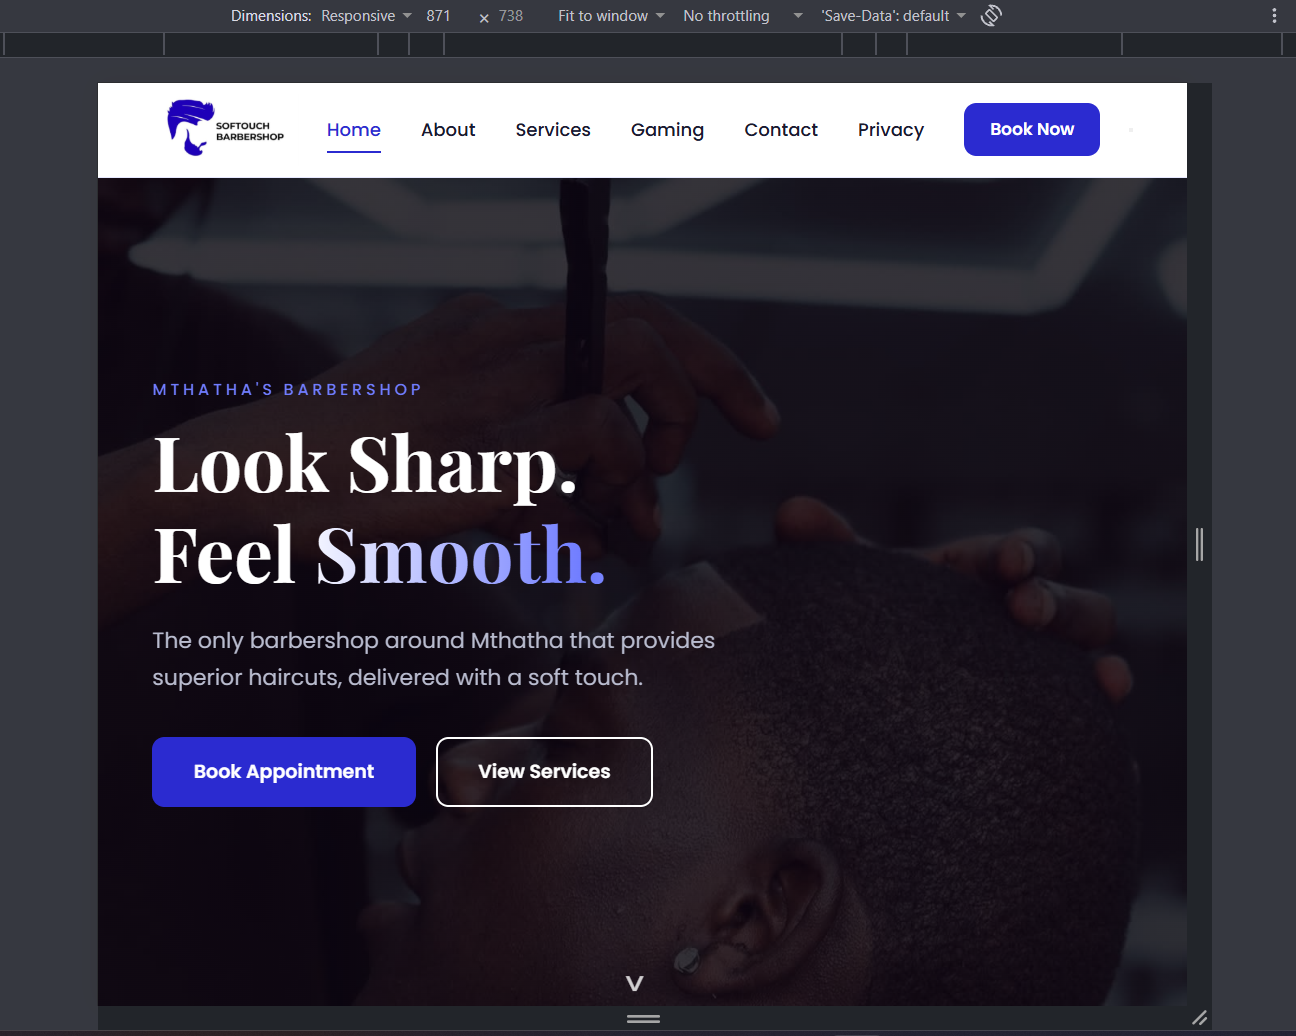 Dimensions: Responsive 871 × 738 Fit to window No throttling 'Save-Data': default
SOFTOUCH
BARBERSHOP
Home About Services Gaming Contact Privacy Book Now
MTHATHA'S BARBERSHOP
Look Sharp.
Feel Smooth.
The only barbershop around Mthatha that provides
superior haircuts, delivered with a soft touch.
Book Appointment View Services